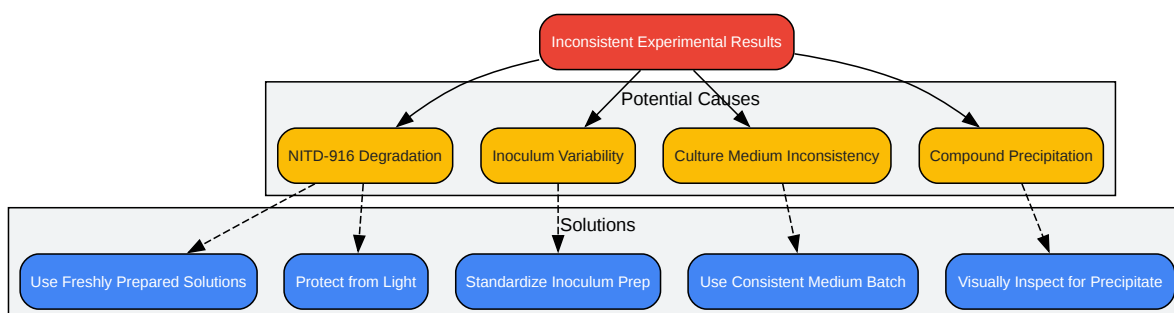 Inconsistent Experimental Results
Potential Causes
NITD-916 Degradation
Inoculum Variability
Culture Medium Inconsistency
Compound Precipitation
Solutions
Use Freshly Prepared Solutions
Protect from Light
Standardize Inoculum Prep
Use Consistent Medium Batch
Visually Inspect for Precipitate